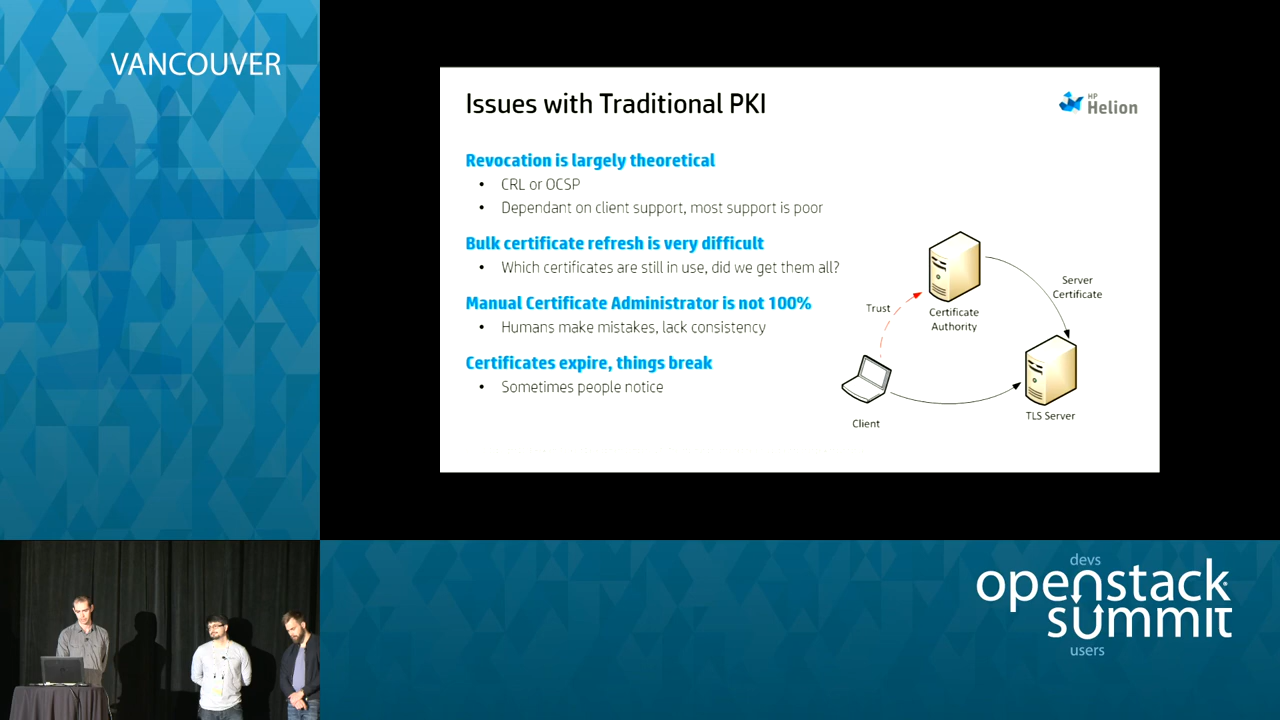 VANCOUVER
Issues with Traditional PKI
HP
Helion
Revocation is largely theoretical
• CRL or OCSP
• Dependant on client support, most support is poor
Bulk certificate refresh is very difficult
• Which certificates are still in use, did we get them all?
Manual Certificate Administrator is not 100%
• Humans make mistakes, lack consistency
Certificates expire, things break
• Sometimes people notice
Trust
Certificate
Authority
Server
Certificate
Client
TLS Server
devs
openstack
summit
users